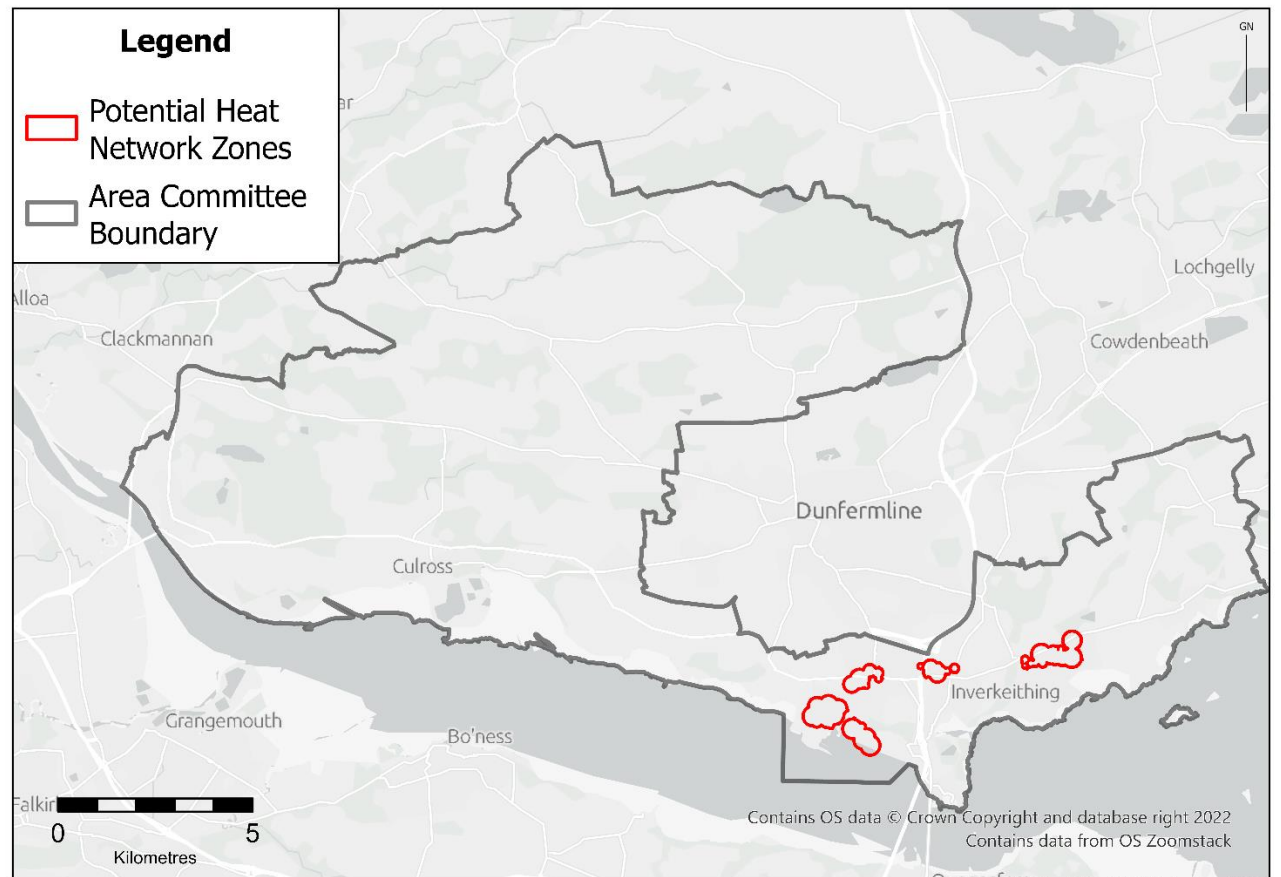 Legend
Potential Heat
Network Zones
Area Committee
Boundary
GN
Lochgelly
Alloa
Clackmannan
Cowdenbeath
Dunfermline
Culross
Inverkeithing
Grangemouth
Bo'ness
Falkir
0 5
Kilometres
Contains OS data © Crown Copyright and database right 2022
Contains data from OS Zoomstack